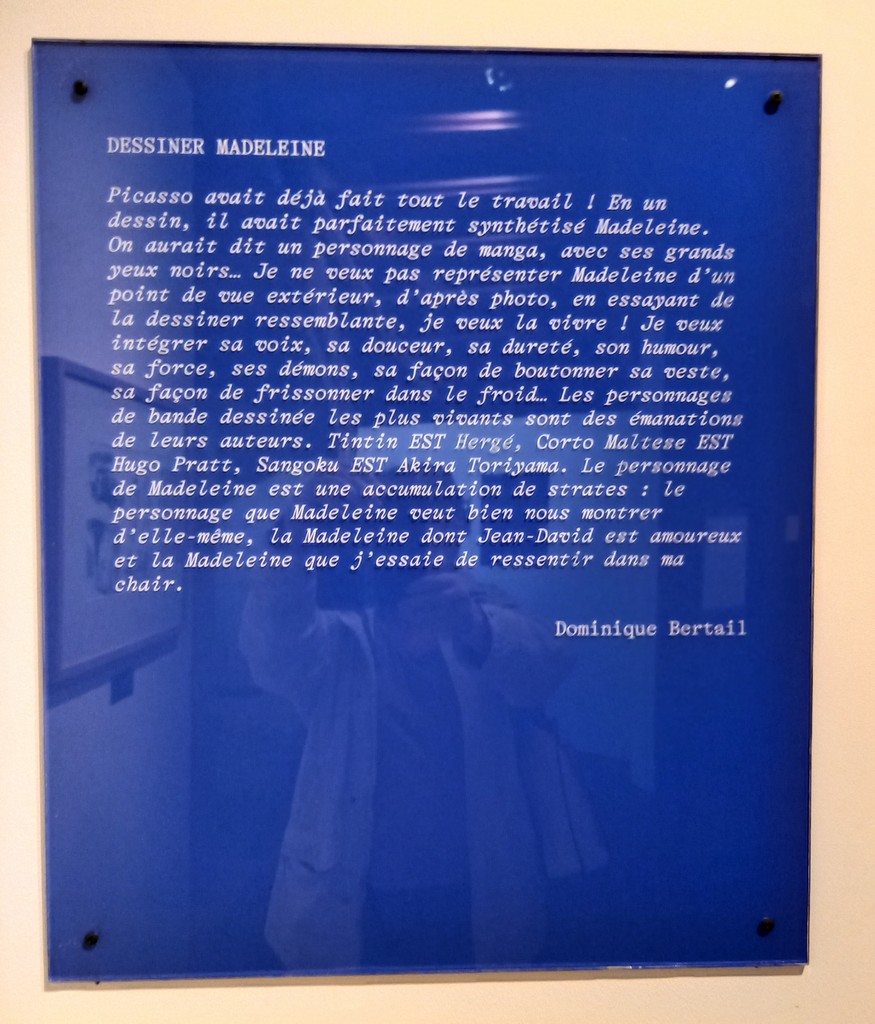 DESSINER MADELEINE
Picasso avait déjà fait tout le travail ! En un
dessin, il avait parfaitement synthétisé Madeleine.
On aurait dit un personnage de manga, avec ses grands
yeux noirs… Je ne veux pas représenter Madeleine d'un
point de vue extérieur, d'après photo, en essayant de
la dessiner ressemblante, je veux la vivre ! Je veux
intégrer sa voix, sa douceur, sa dureté, son humour,
sa force, ses démons, sa façon de boutonner sa veste,
sa façon de frissonner dans le froid… Les personnages
de bande dessinée les plus vivants sont des émanations
de leurs auteurs. Tintin EST Hergé, Corto Maltese EST
Hugo Pratt, Sangoku EST Akira Toriyama. Le personnage
de Madeleine est une accumulation de strates : le
personnage que Madeleine veut bien nous montrer
d'elle-même, la Madeleine dont Jean-David est amoureux
et la Madeleine que j'essaie de ressentir dans ma
chair.
Dominique Bertail